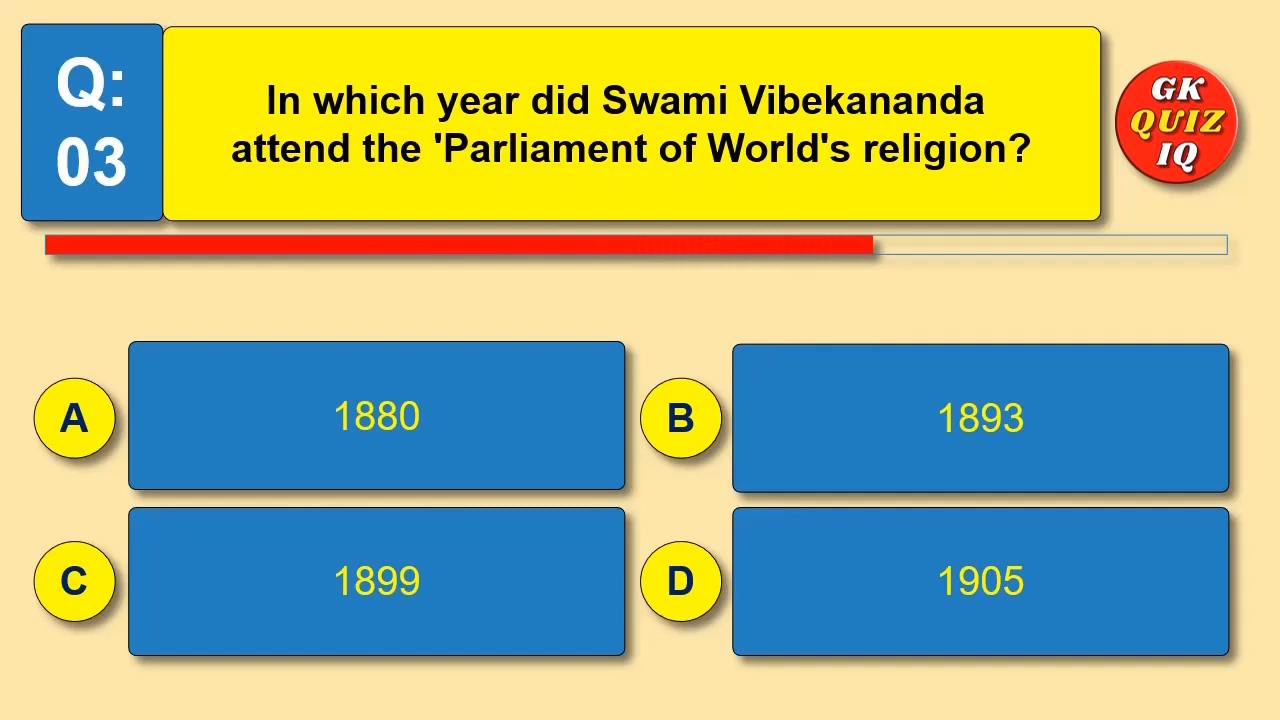 Q:
03
In which year did Swami Vibekananda
attend the 'Parliament of World's religion?
GK
QUIZ
IQ
A
1880
B
1893
C
1899
D
1905